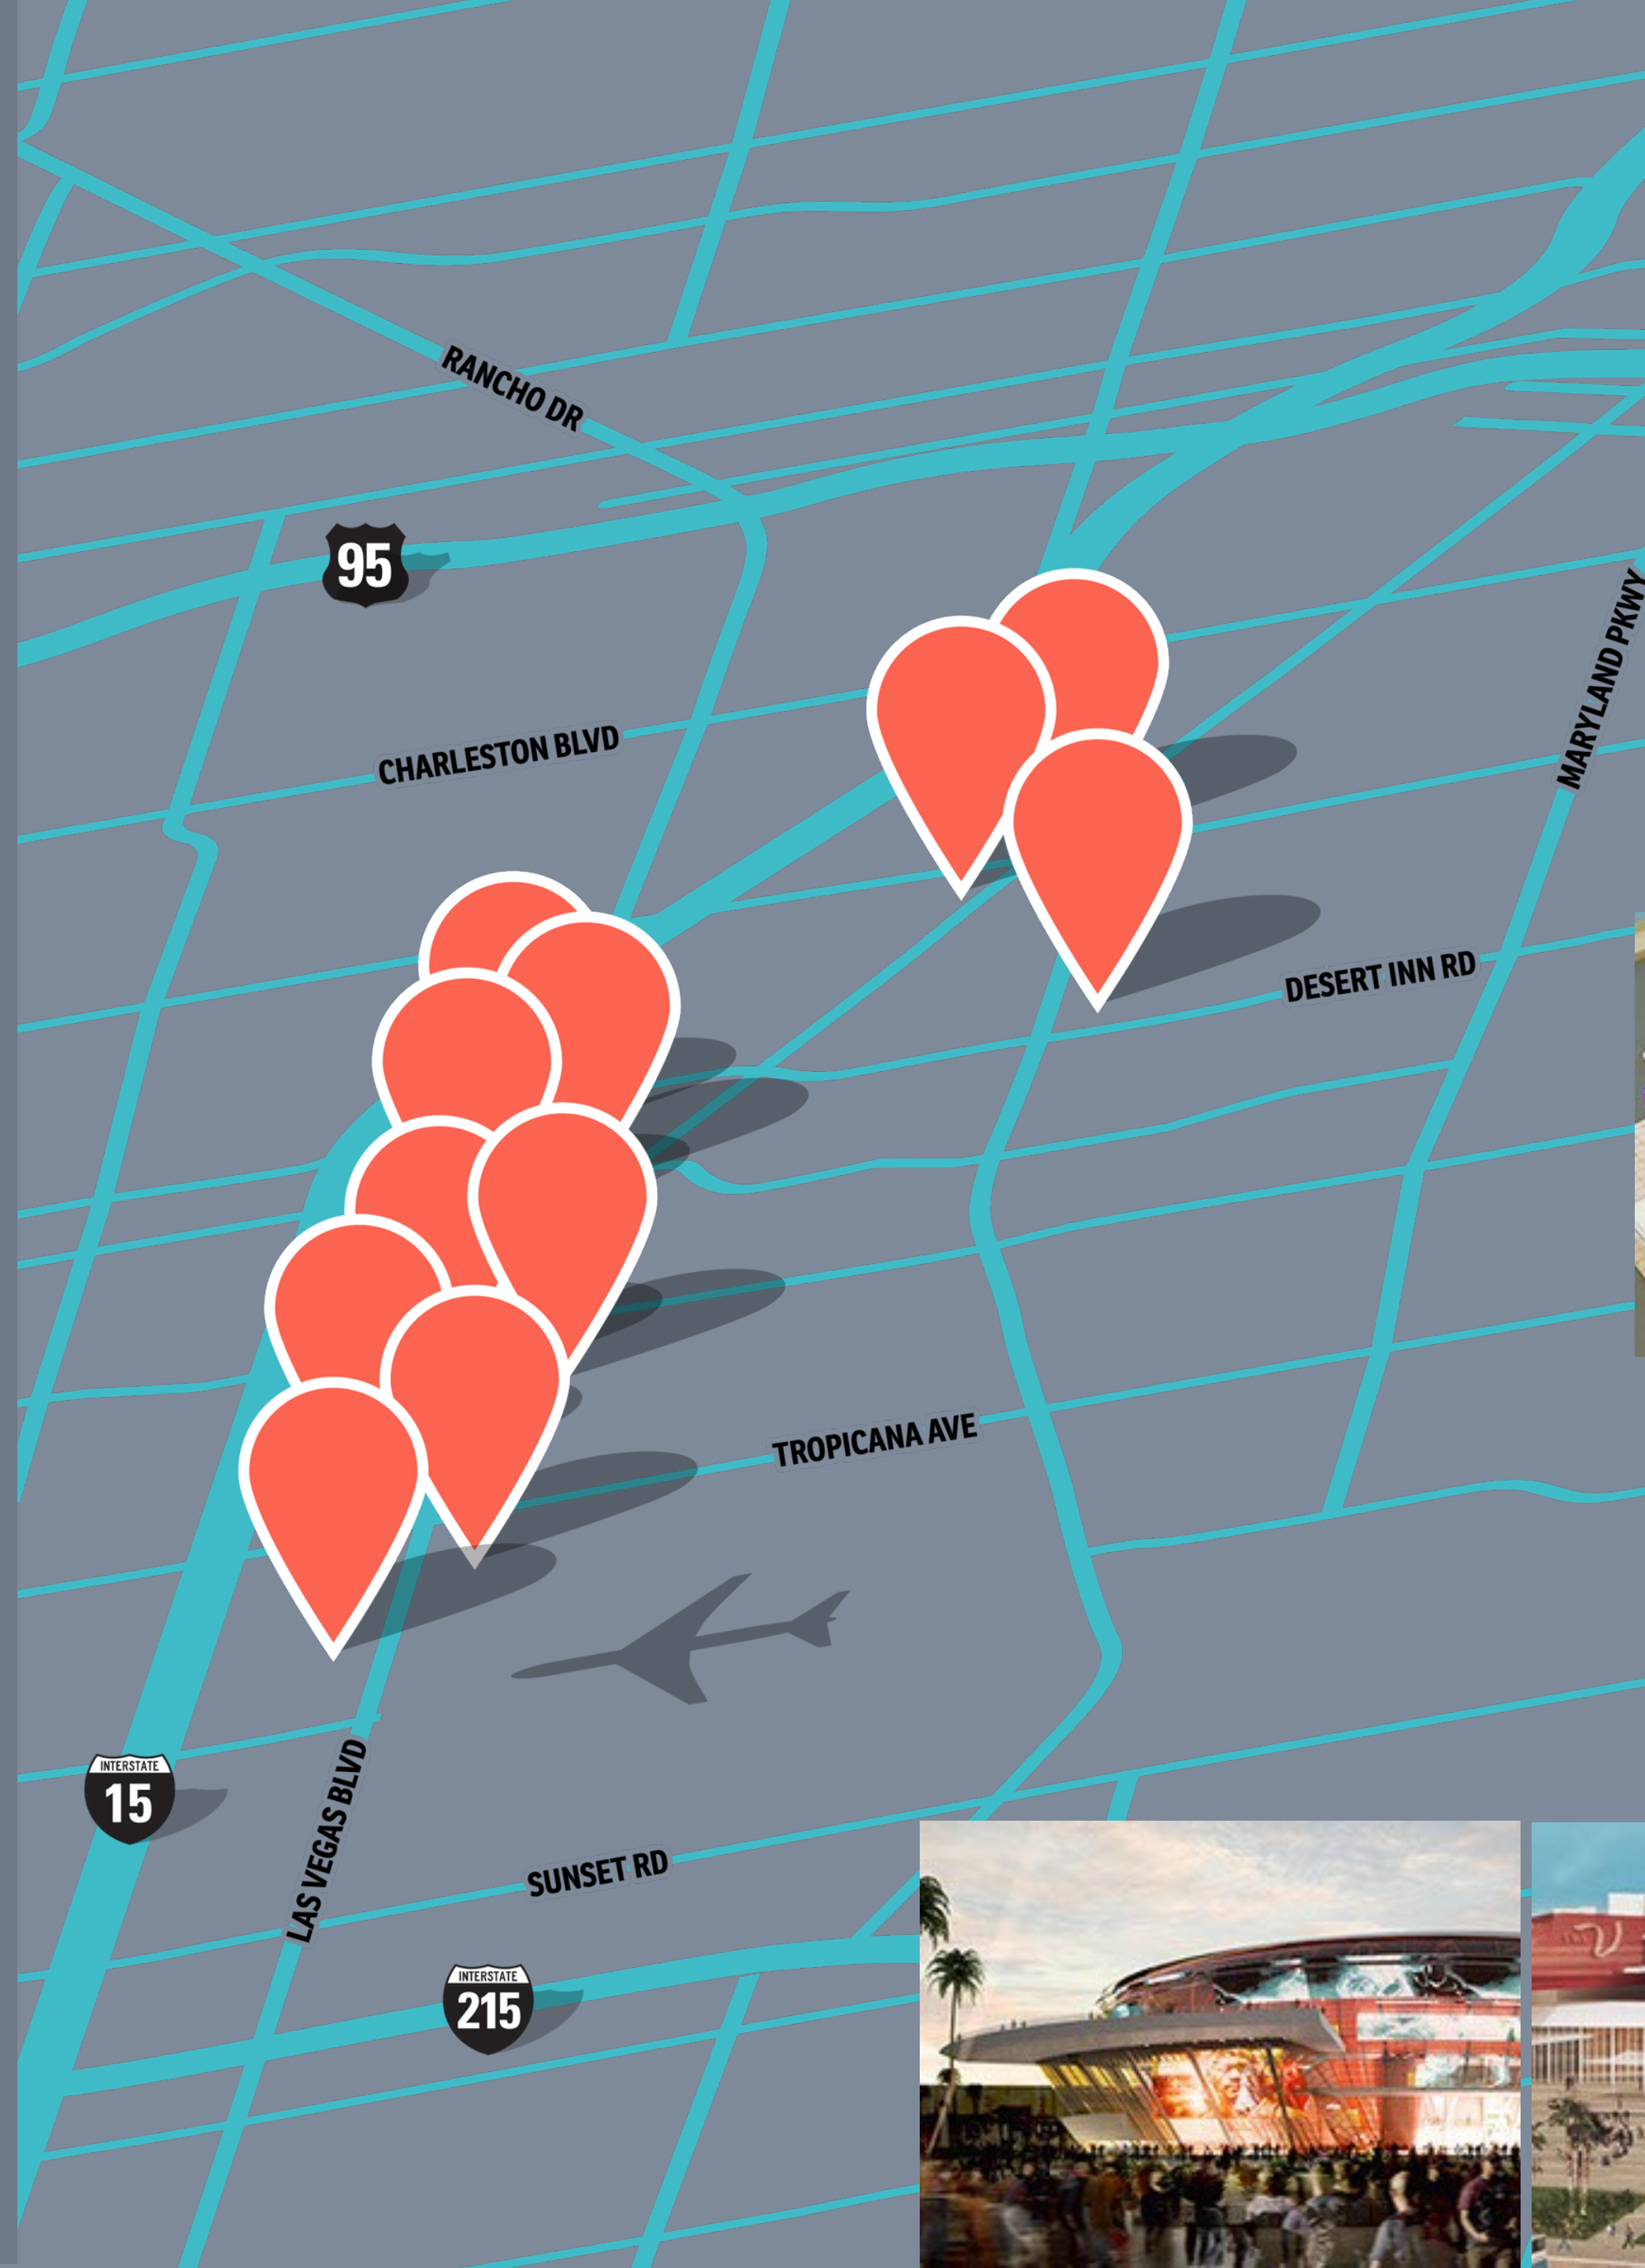 RANCHO DR
95
MARYLAND PKWY
CHARLESTON BLVD
DESERT INN RD
TROPICANA AVE
INTERSTATE
15
LAS VEGAS BLVD
SUNSET RD
INTERSTATE
215